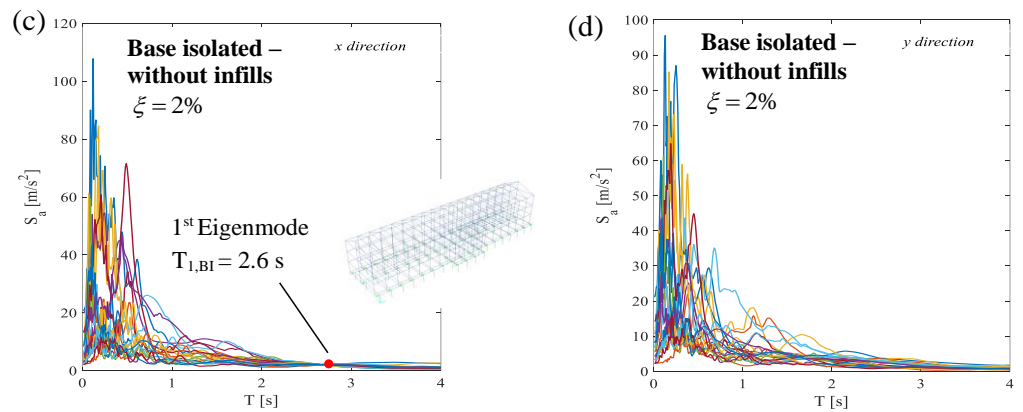 (c)
Base isolated –
without infills
ξ = 2%
x direction
1st Eigenmode
T1,BI = 2.6 s
Sa [m/s2]
120
100
80
60
40
20
0
0 1 2 3 4
T [s]
(d)
Base isolated –
without infills
ξ = 2%
y direction
Sa [m/s2]
100
90
80
70
60
50
40
30
20
10
0
0 1 2 3 4
T [s]